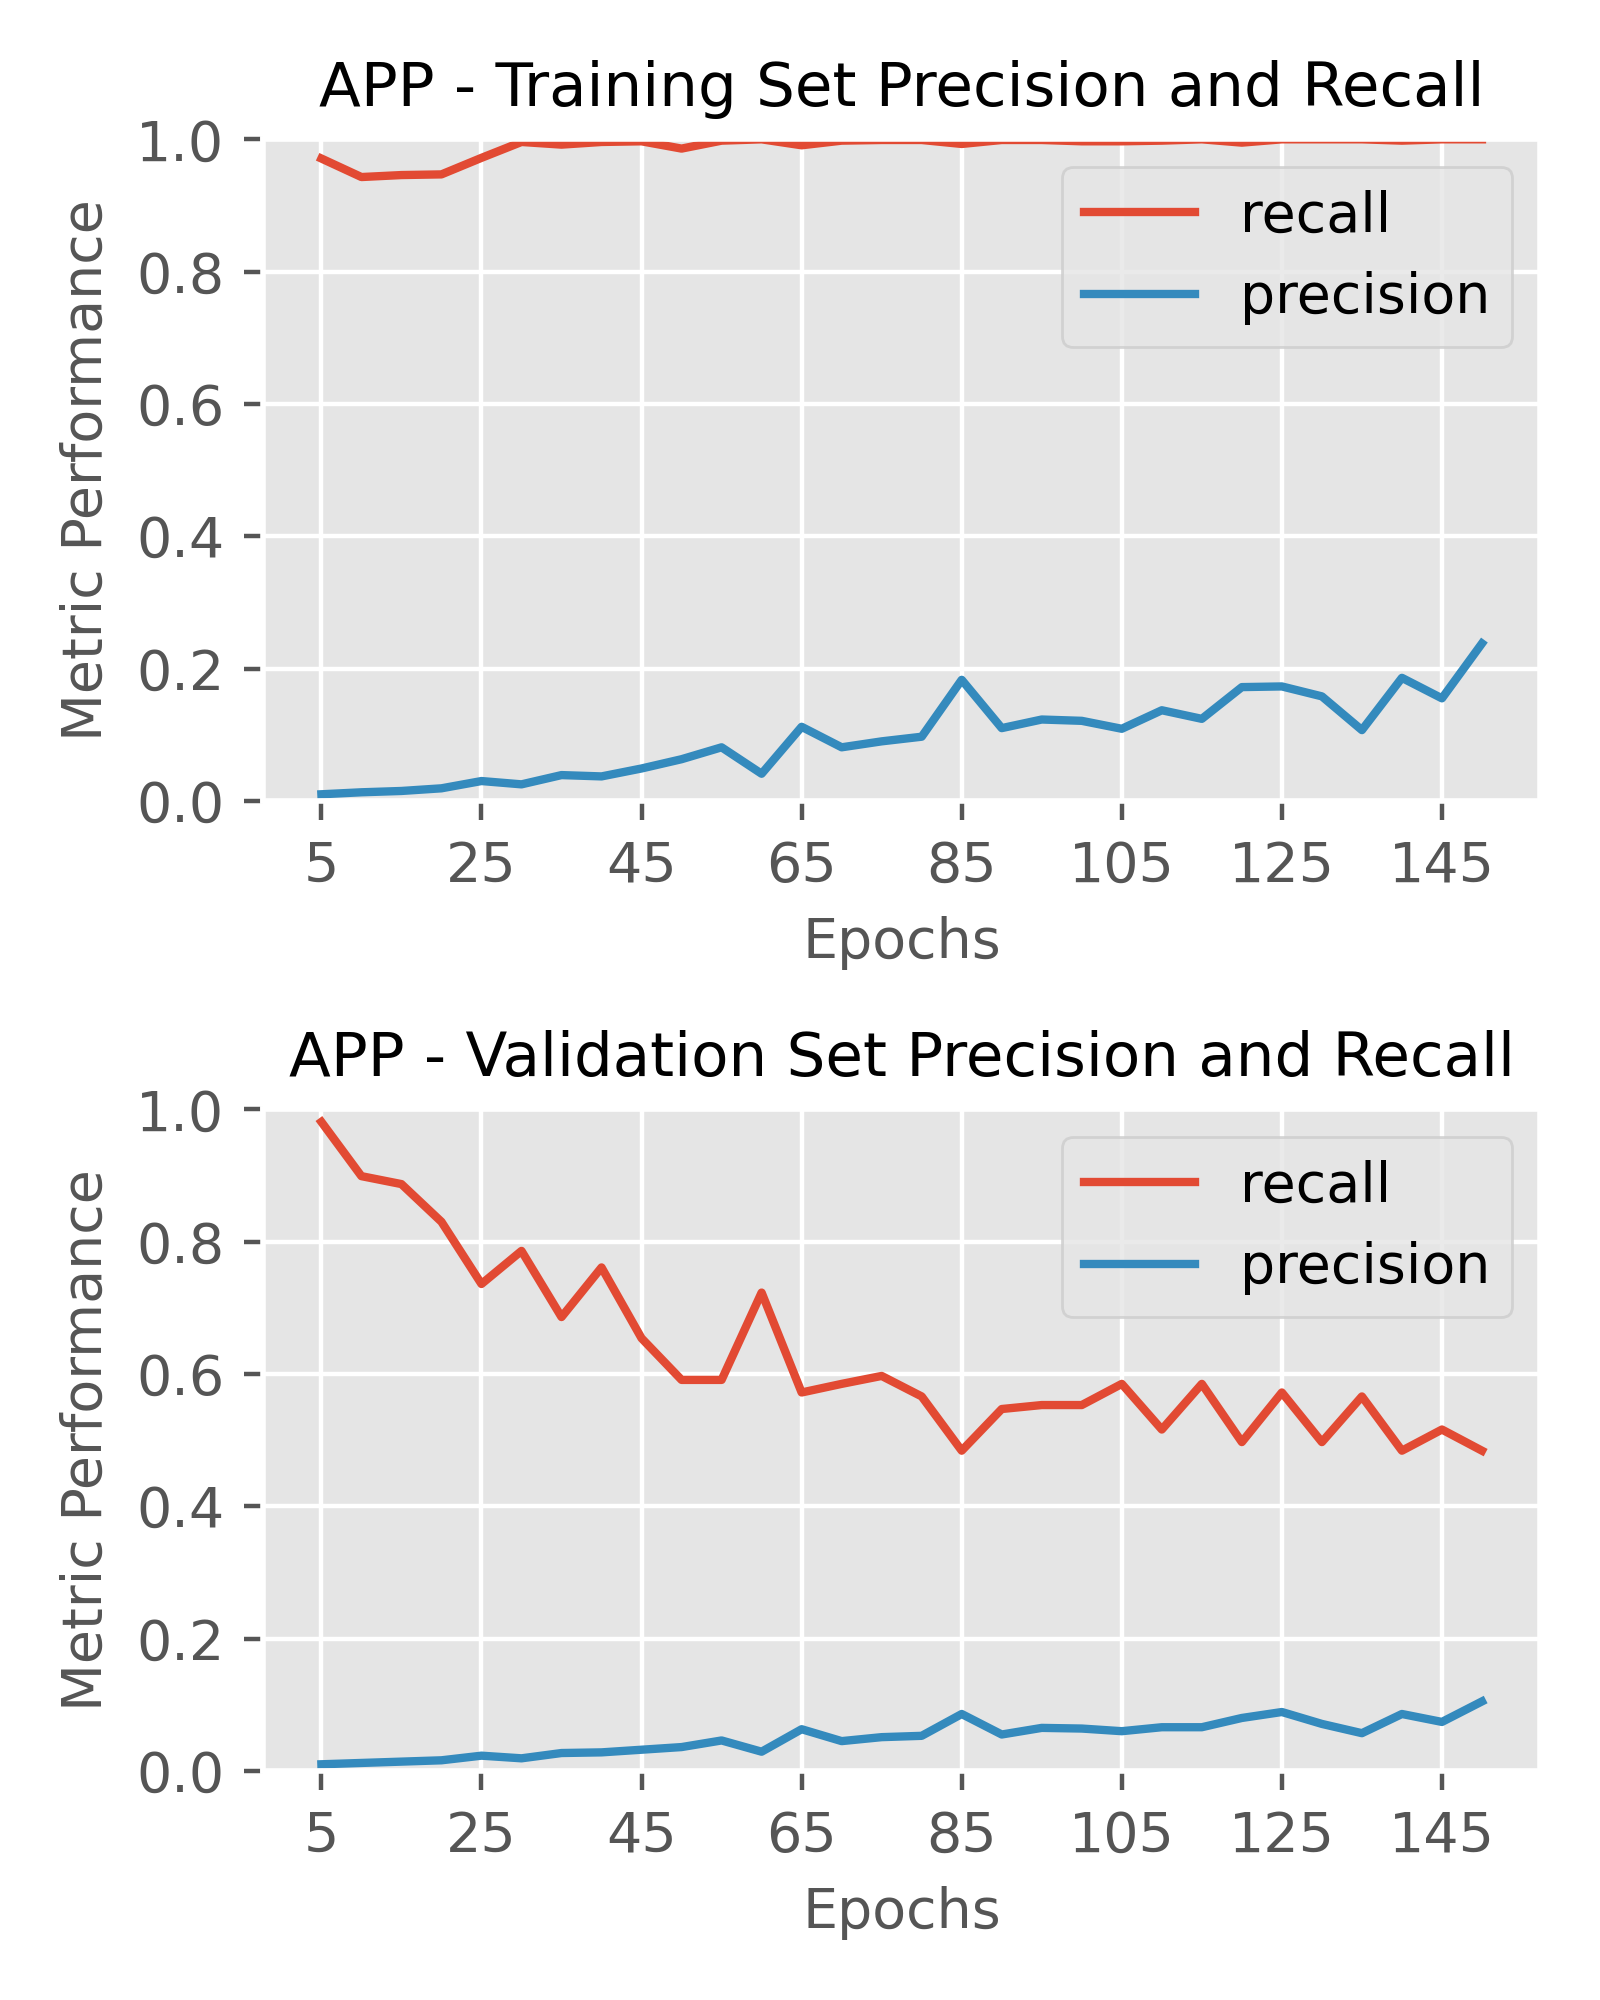 APP - Training Set Precision and Recall
1.0
0.8
0.6
0.4
0.2
0.0
Metric Performance
recall
precision
5 25 45 65 85 105 125 145
Epochs
APP - Validation Set Precision and Recall
1.0
0.8
0.6
0.4
0.2
0.0
Metric Performance
recall
precision
5 25 45 65 85 105 125 145
Epochs